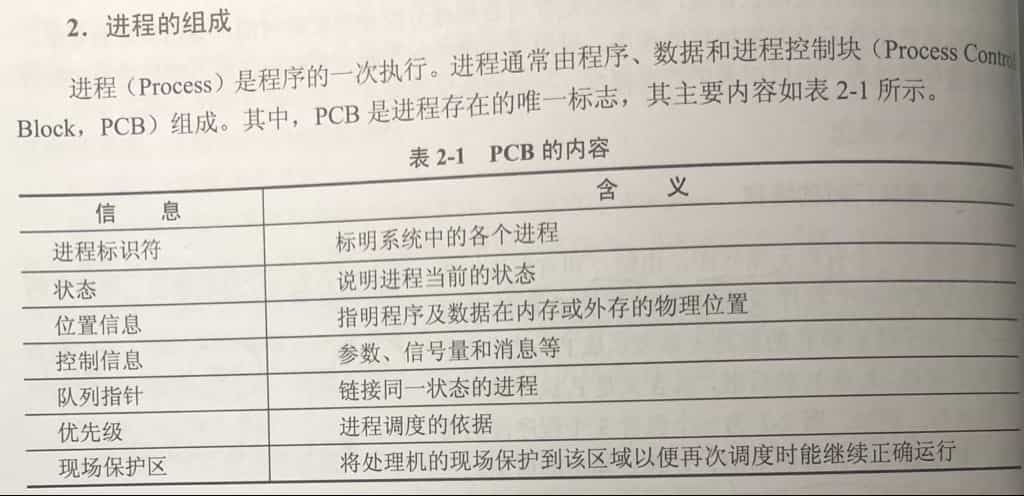 2．进程的组成
进程（Process）是程序的一次执行。进程通常由程序、数据和进程控制块（Process Control
Block，PCB）组成。其中，PCB 是进程存在的唯一标志，其主要内容如表 2-1 所示。
表 2-1 PCB 的内容
信 息 含 义
进程标识符 标明系统中的各个进程
状态 说明进程当前的状态
位置信息 指明程序及数据在内存或外存的物理位置
控制信息 参数、信号量和消息等
队列指针 链接同一状态的进程
优先级 进程调度的依据
现场保护区 将处理机的现场保护到该区域以便再次调度时能继续正确运行